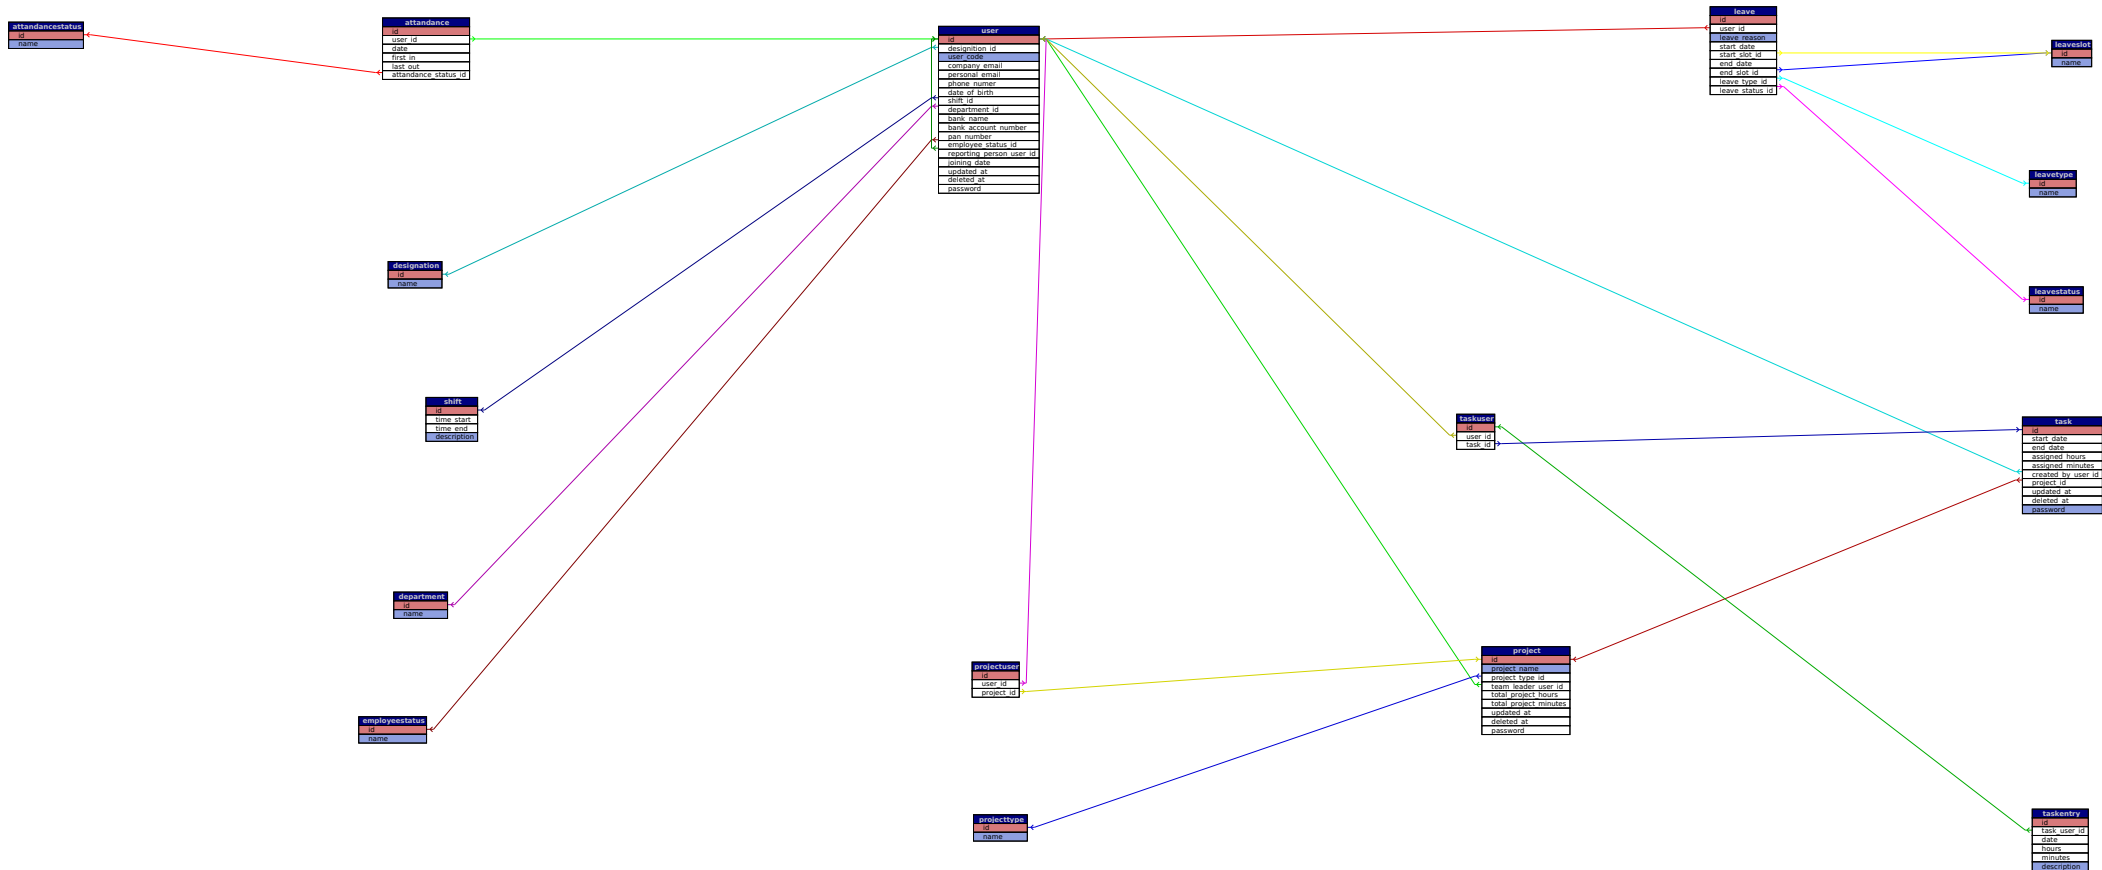 attandancestatus
id
name
attandance
id
user_id
date
first_in
last_out
attandance_status_id
user
id
designition_id
user_code
company_email
personal_email
phone_numer
date_of_birth
shift_id
department_id
bank_name
bank_account_number
pan_number
employee_status_id
reporting_person_user_id
joining_date
updated_at
deleted_at
password
leave
id
user_id
leave_reason
start_date
start_slot_id
end_date
end_slot_id
leave_type_id
leave_status_id
leaveslot
id
name
leavetype
id
name
designation
id
name
leavestatus
id
name
shift
id
time_start
time_end
description
taskuser
id
user_id
task_id
task
id
start_date
end_date
assigned_hours
assigned_minutes
created_by_user_id
project_id
updated_at
deleted_at
password
department
id
name
projectuser
id
user_id
project_id
project
id
project_name
project_type_id
team_leader_user_id
total_project_hours
total_project_minutes
updated_at
deleted_at
password
employeestatus
id
name
projecttype
id
name
taskentry
id
task_user_id
date
hours
minutes
description